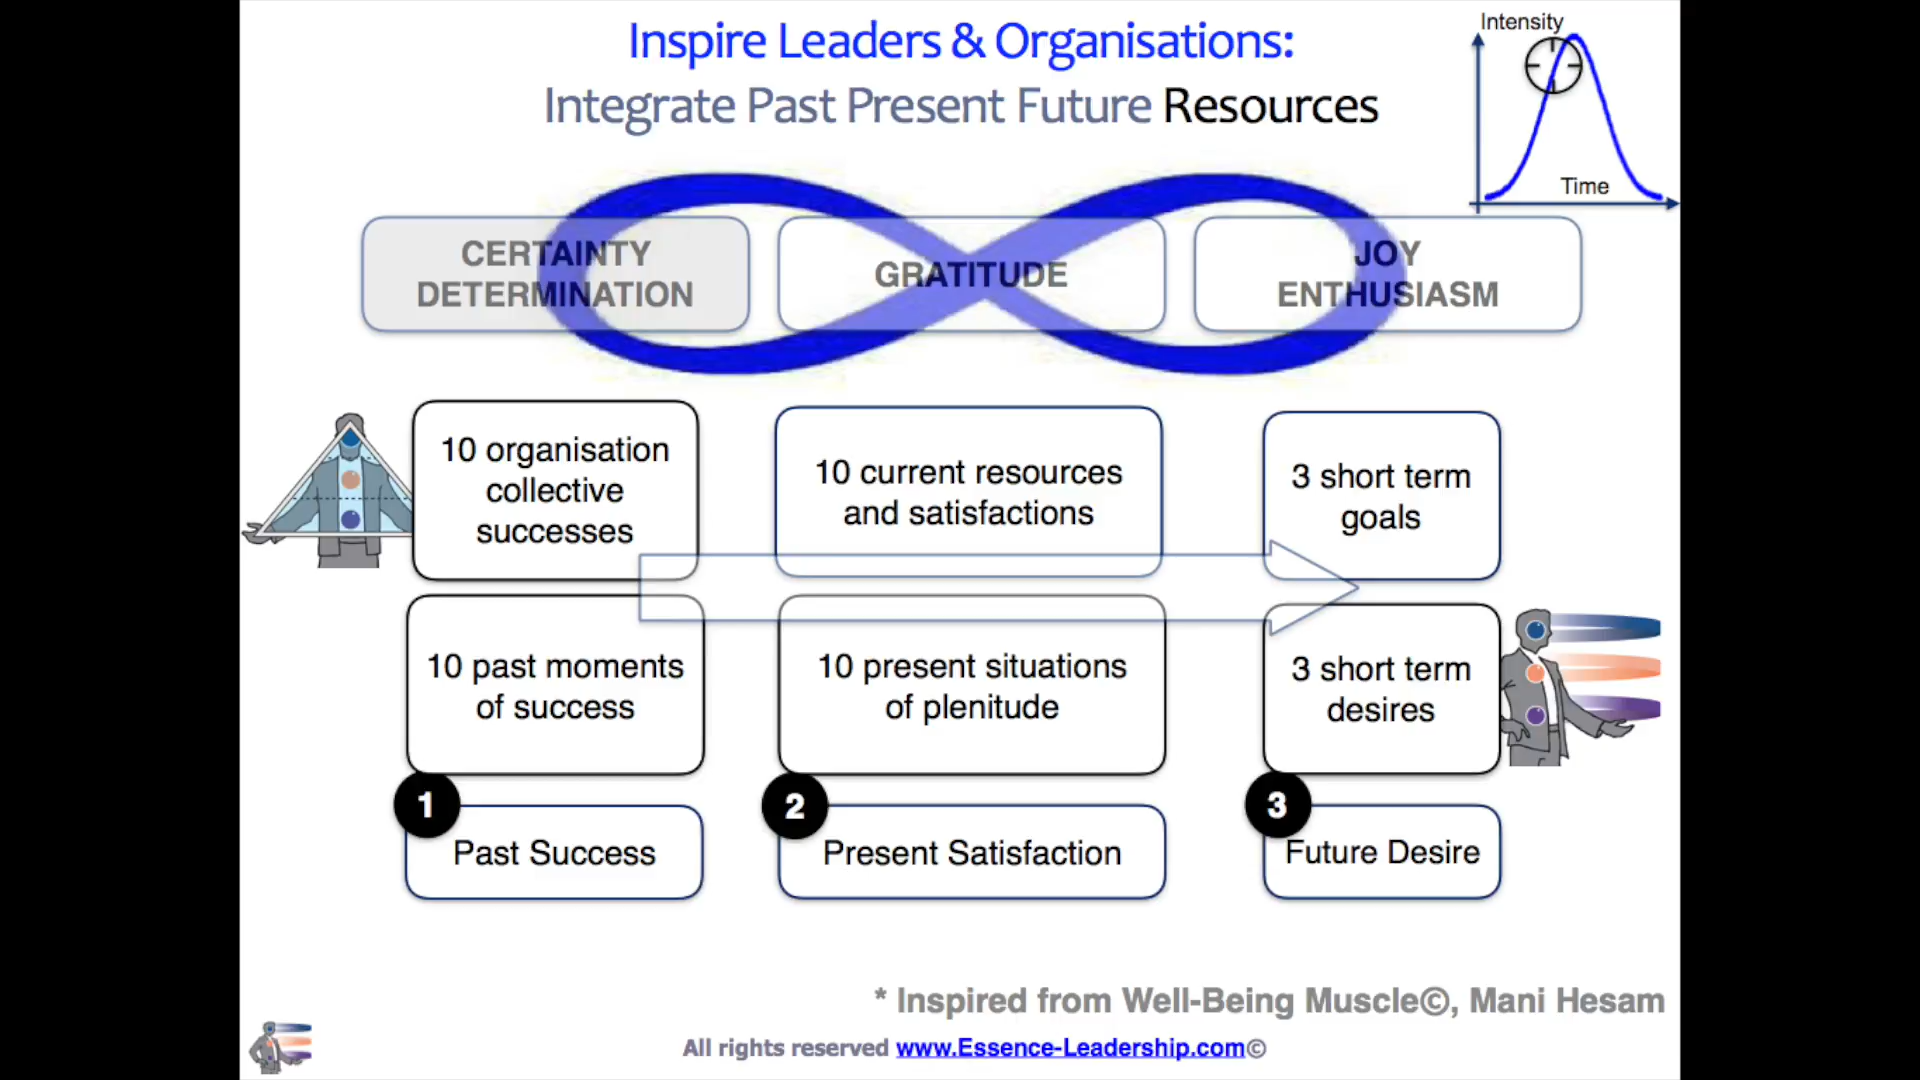 Inspire Leaders & Organisations:
Integrate Past Present Future Resources
Intensity
Time
CERTAINTY
DETERMINATION
GRATITUDE
JOY
ENTHUSIASM
10 organisation
collective
successes
10 current resources
and satisfactions
3 short term
goals
10 past moments
of success
10 present situations
of plenitude
3 short term
desires
1
Past Success
2
Present Satisfaction
3
Future Desire
* Inspired from Well-Being Muscle©, Mani Hesam
All rights reserved www.Essence-Leadership.com©